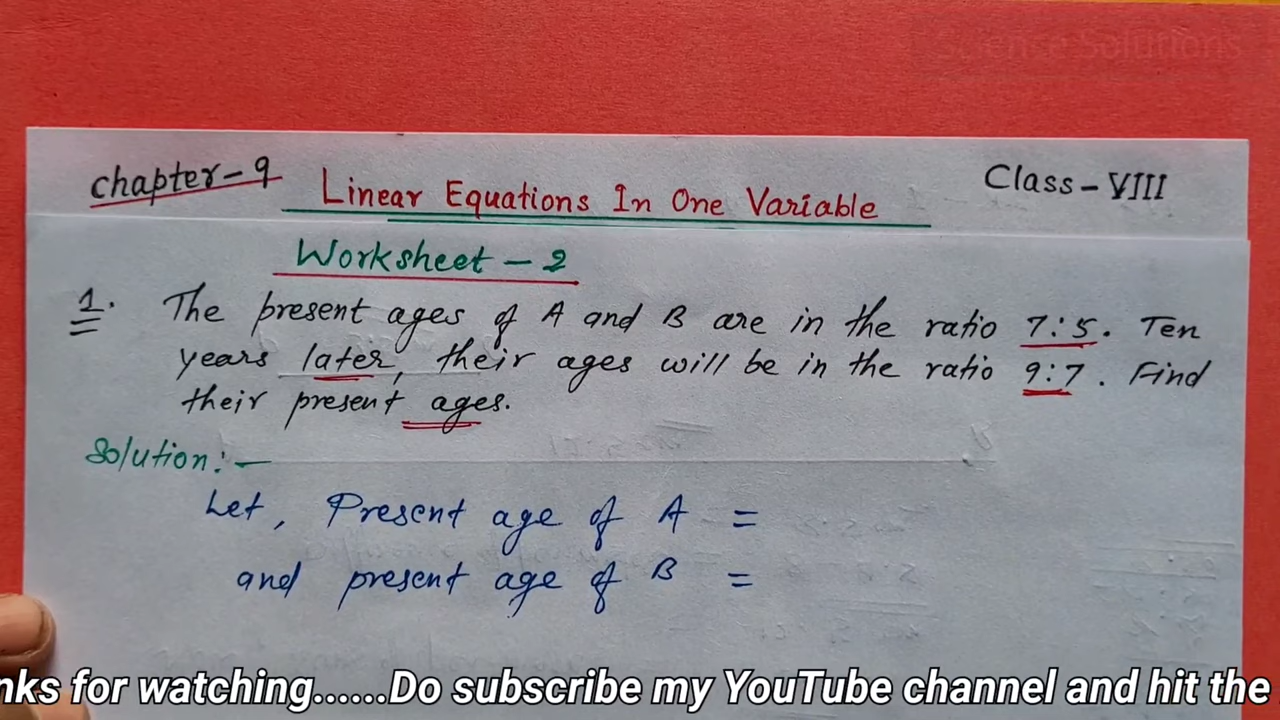 Science Solutions
Chapter-9 Linear Equations In One Variable Class-VIII
Worksheet-2
1. The present ages of A and B are in the ratio 7:5. Ten
years later, their ages will be in the ratio 9:7. Find
their present ages.
Solution:-
Let, Present age of A =
and present age of B =
nks for watching......Do subscribe my YouTube channel and hit the